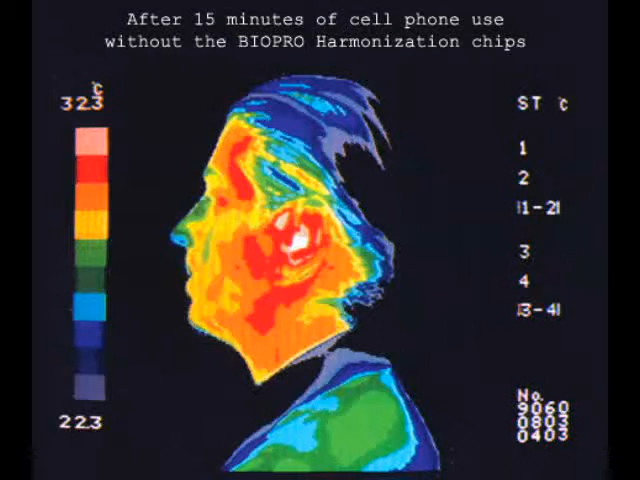 After 15 minutes of cell phone use
without the BIOPRO Harmonization chips
°C
32.3
ST °C
1
2
|1-2|
3
4
|3-4|
22.3
No.
9060
0803
0403